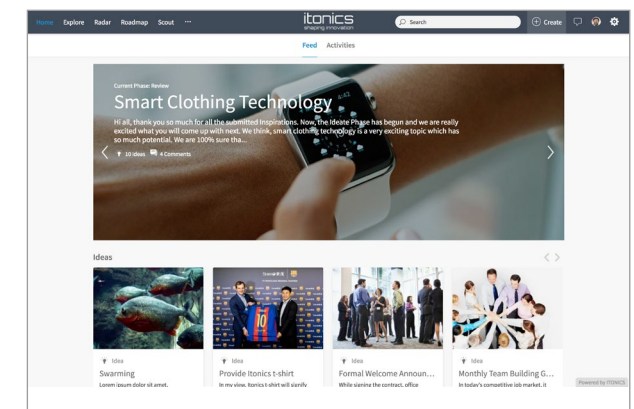 Home Explore Radar Roadmap Scout ···
itonics
shaping innovation
Search
Create
Feed Activities
Current Phase: Review
Smart Clothing Technology
Hi all, thank you so much for all the submitted Inspirations. Now, the Ideate Phase has begun and we are really
excited what you will come up with next. We think, smart clothing technology is a very exciting topic which has
so much potential. We are 100% sure tha...
10 Ideas 4 Comments
4:42
Ideas
10
Idea
Swarming
Lorem ipsum dolor sit amet,
Idea
Provide Itonics t-shirt
In my view, Itonics t-shirt will signify
Idea
Formal Welcome Announ...
While signing the contract, office
Idea
Monthly Team Building G...
In today's competitive job market, it
Powered by ITONICS